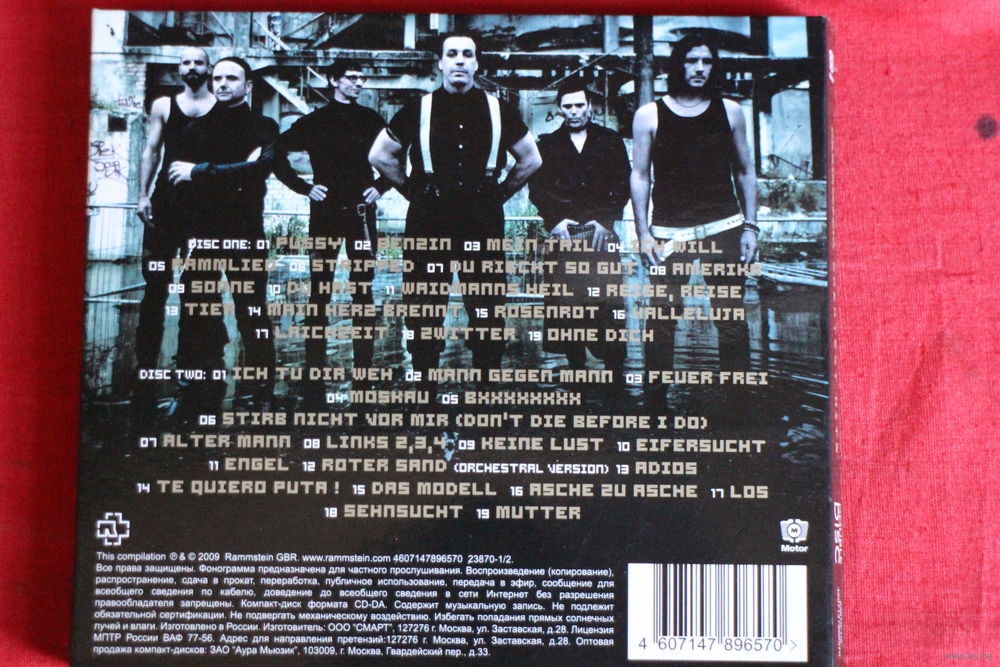 DISC ONE: 01 PUSSY 02 BENZIN 03 MEIN TAIL 04 ICH WILL
05 RAMMLIED 06 STRIPPED 07 DU RIECHT SO GUT 08 AMERIKA
09 SONNE 10 DU HAST 11 WAIDMANNS HEIL 12 REISE, REISE
13 TIER 14 MAIN HERZ BRENNT 15 ROSENROT 16 HALLELUJA
17 LAICHZEIT 18 ZWITTER 19 OHNE DICH
DISC TWO: 01 ICH TU DIR WEH 02 MANN GEGEN MANN 03 FEUER FREI
04 MOSKAU 05 BXXXXXXXX
06 STIRB NICHT VOR MIR (DON'T DIE BEFORE I DO)
07 ALTER MANN 08 LINKS 2,3,4 09 KEINE LUST 10 EIFERSUCHT
11 ENGEL 12 ROTER SAND (ORCHESTRAL VERSION) 13 ADIOS
14 TE QUIERO PUTA! 15 DAS MODELL 16 ASCHE ZU ASCHE 17 LOS
18 SEHNSUCHT 19 MUTTER
Motor
This compilation ℗ & © 2009 Rammstein GBR. www.rammstein.com 4607147896570 23870-1/2.
Все права защищены. Фонограмма предназначена для частного прослушивания. Воспроизведение (копирование),
распространение, сдача в прокат, переработка, публичное использование, передача в эфир, сообщение для
всеобщего сведения по кабелю, доведение до всеобщего сведения в сети Интернет без разрешения
правообладателя запрещены. Компакт-диск формата CD-DA. Содержит музыкальную запись. Не подлежит
обязательной сертификации. Не подвергать механическому воздействию. Избегать попадания прямых солнечных
лучей и влаги. Изготовлено в России. Изготовитель: ООО "СМАРТ", 127276 г. Москва, ул. Заставская, д.28. Лицензия
МПТР России ВАФ 77-56. Адрес для направления претензий:127276 г. Москва, ул. Заставская, д.28. Оптовая
продажа компакт-дисков: ЗАО "Аура Мьюзик", 103009, г. Москва, Гвардейский пер., д.33.
4 607147 896570 >